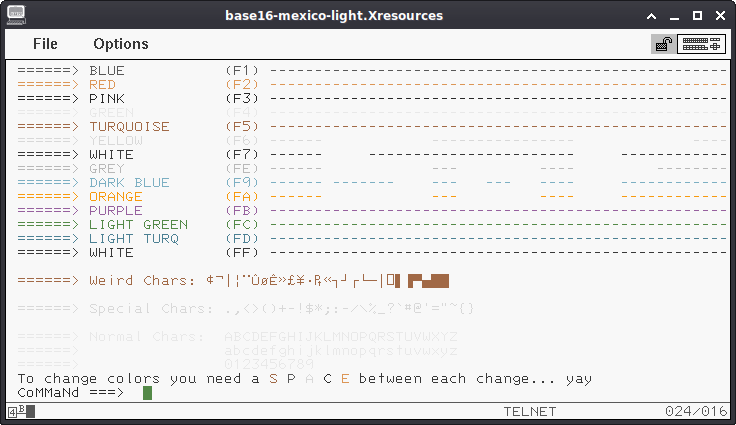 base16-mexico-light.Xresources
File Options
======> BLUE (F1) ------------------------------------------------------
======> RED (F2) ------------------------------------------------------
======> PINK (F3) ------------------------------------------------------
======> GREEN (F4)
======> TURQUOISE (F5) ------------------------------------------------------
======> YELLOW (F6) ------ --- --- ----
======> WHITE (F7) ------ ------------------------ -------------
======> GREY (FE) ------ --- ---
======> DARK BLUE (F9) ------ ------- --- --- --- -------------
======> ORANGE (FA) ------ --- --- -------------
======> PURPLE (FB) ------------------------------------------------------
======> LIGHT GREEN (FC) ------------------------------------------------------
======> LIGHT TURQ (FD) ------------------------------------------------------
======> WHITE (FF) ------------------------------------------------------
======> Weird Chars: ¢¬|¦¨Ûø£»£¥·₧«┐┘┌└─│
======> Special Chars: .,<>()+-!$*;:-/\%_?`#@'="~{}
======> Normal Chars: ABCDEFGHIJKLMNOPQRSTUVWXYZ
======> abcdefghijklmnopqrstuvwxyz
======> 0123456789
To change colors you need a S P A C E between each change... yay
CoMMaNd ===>
4B TELNET 024/016